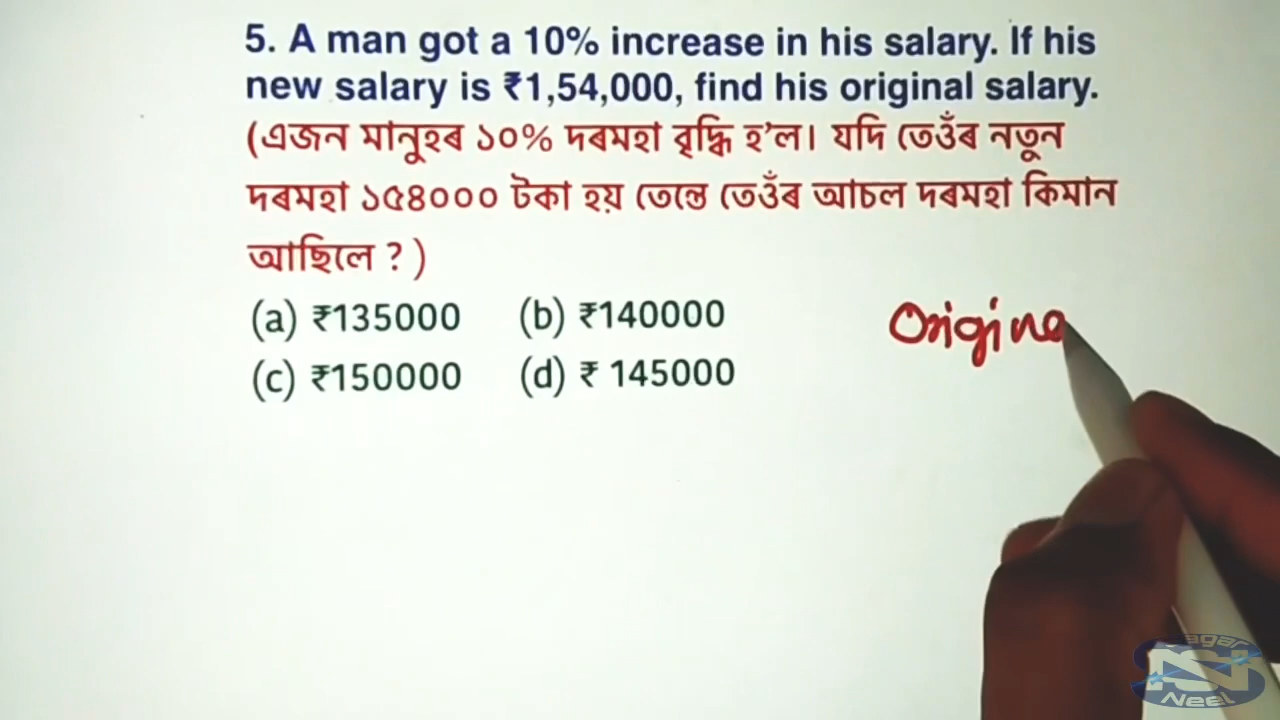 5. A man got a 10% increase in his salary. If his
new salary is ₹1,54,000, find his original salary.
(এজন মানুহৰ ১০% দৰমহা বৃদ্ধি হ’ল। যদি তেওঁৰ নতুন
দৰমহা ১৫৪০০০ টকা হয় তেন্তে তেওঁৰ আচল দৰমহা কিমান
আছিলে ? )
(a) ₹135000 (b) ₹140000
Origina
(c) ₹150000 (d) ₹ 145000
Sagar
Neel